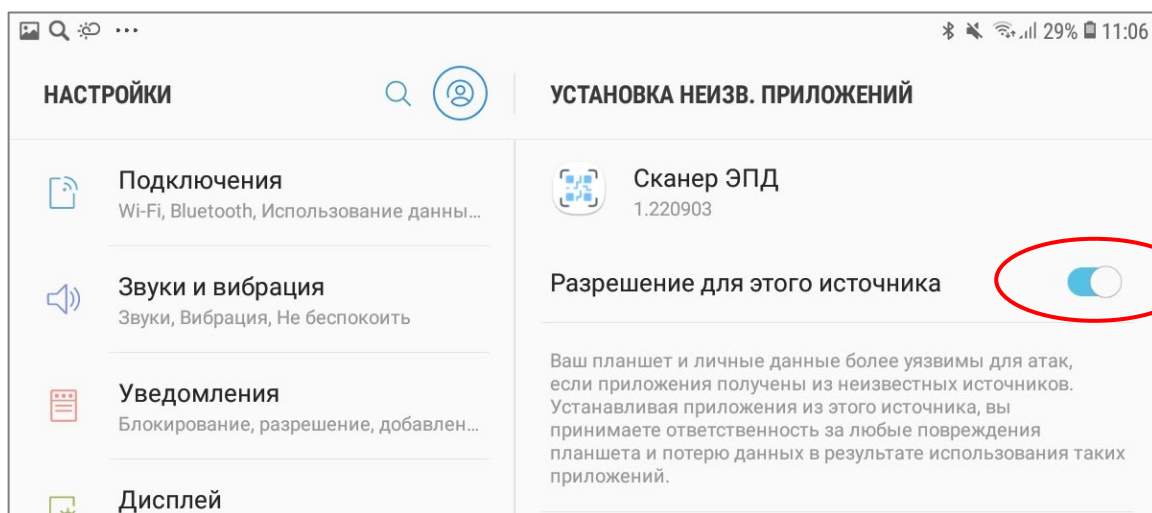 29% 11:06
НАСТРОЙКИ
Подключения
Wi-Fi, Bluetooth, Использование данны...
Звуки и вибрация
Звуки, Вибрация, Не беспокоить
Уведомления
Блокирование, разрешение, добавлен...
Дисплей
УСТАНОВКА НЕИЗВ. ПРИЛОЖЕНИЙ
Сканер ЭПД
1.220903
Разрешение для этого источника
Ваш планшет и личные данные более уязвимы для атак,
если приложения получены из неизвестных источников.
Устанавливая приложения из этого источника, вы
принимаете ответственность за любые повреждения
планшета и потерю данных в результате использования таких
приложений.